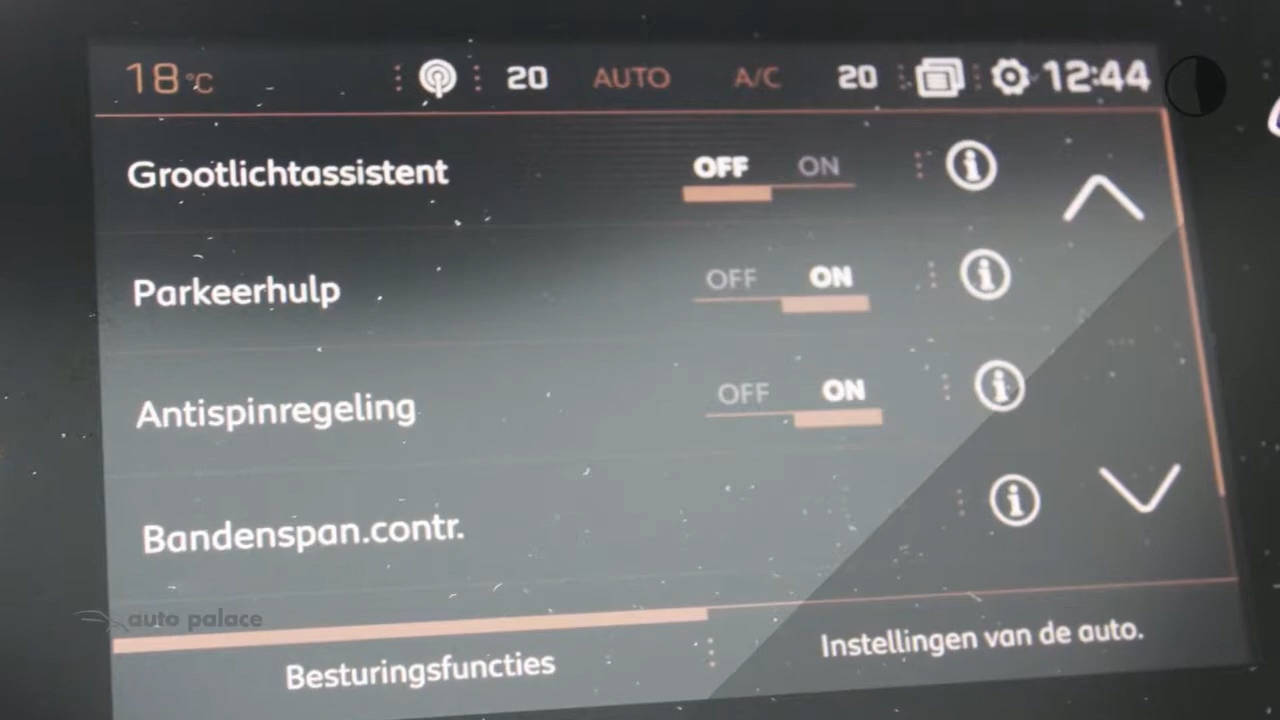 18°C 20 AUTO A/C 20 12:44
Grootlichtassistent OFF ON
Parkeerhulp OFF ON
Antispinregeling OFF ON
Bandenspan.contr.
auto palace
Besturingsfuncties Instellingen van de auto.